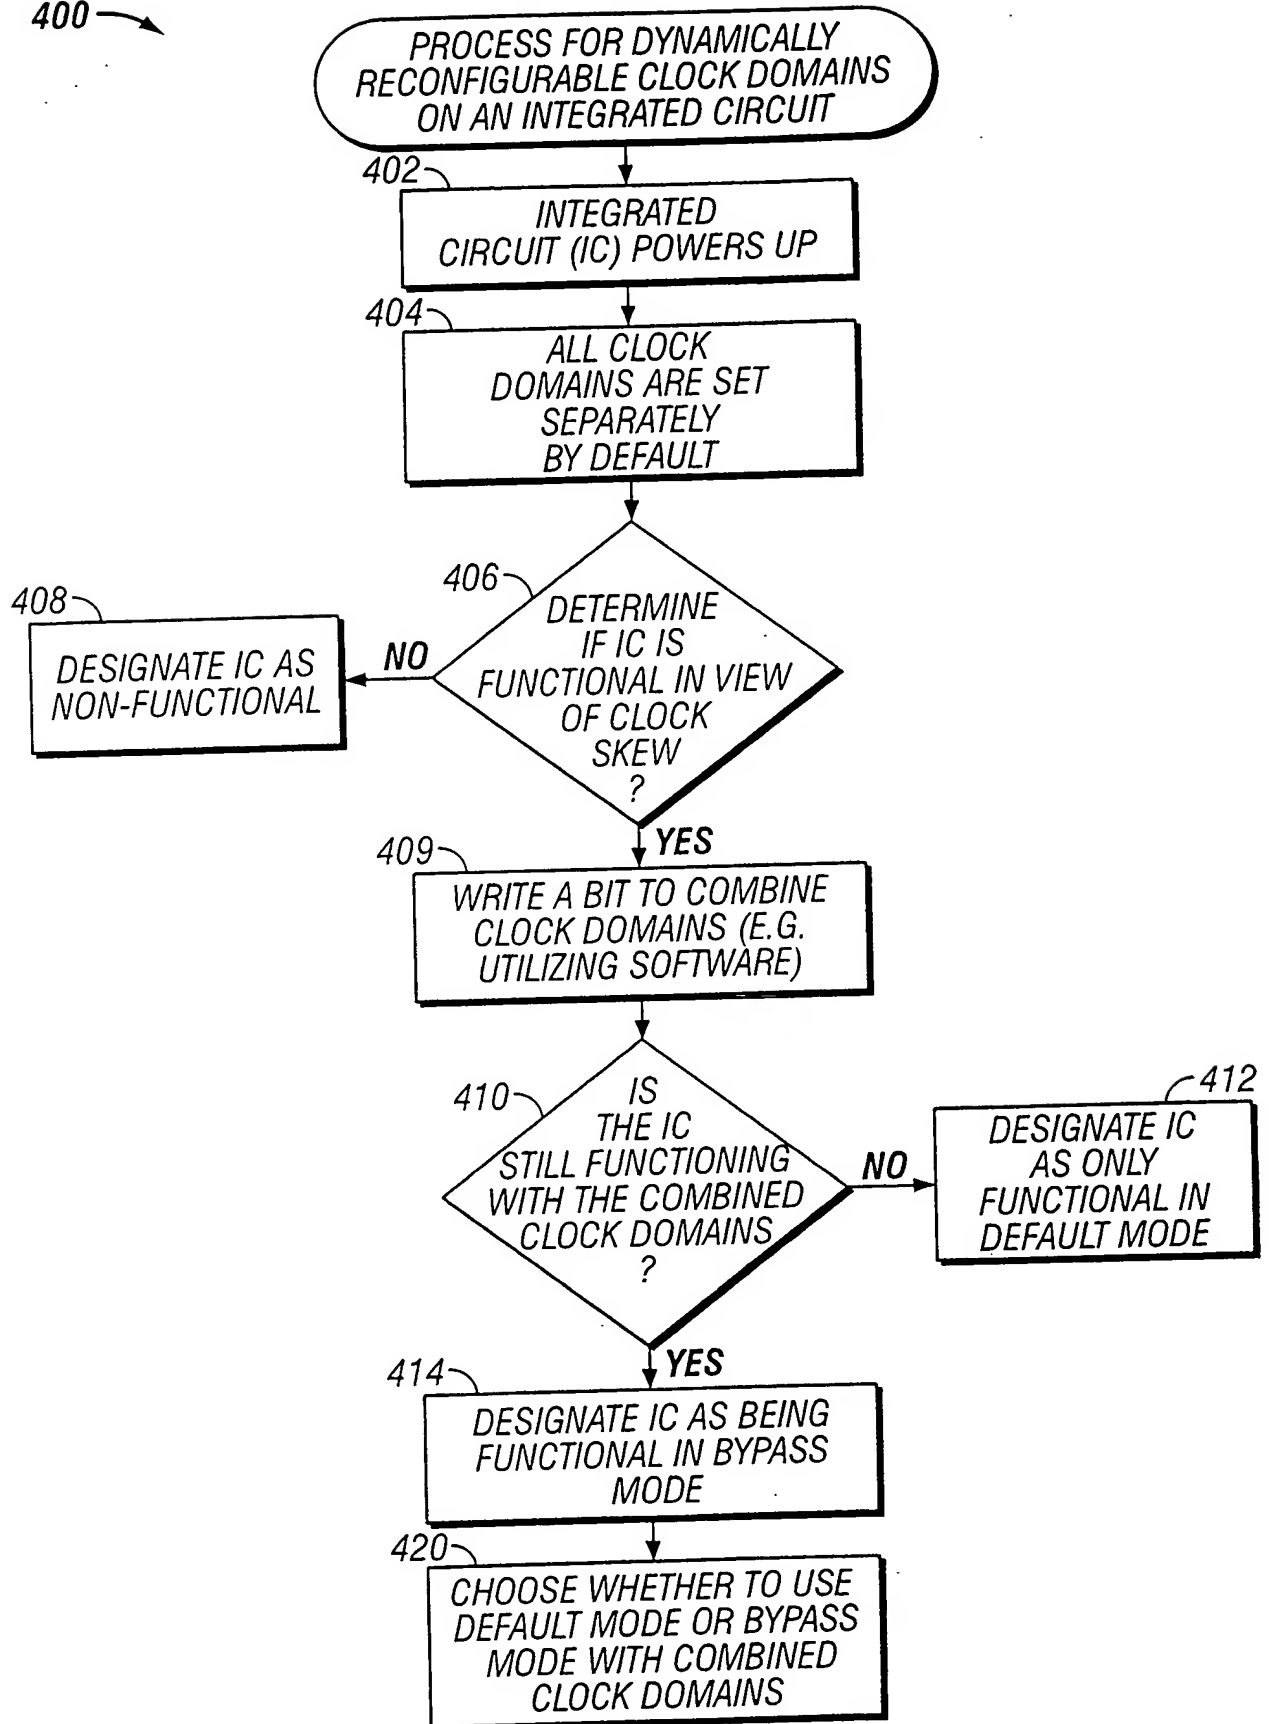 400
PROCESS FOR DYNAMICALLY
RECONFIGURABLE CLOCK DOMAINS
ON AN INTEGRATED CIRCUIT
402
INTEGRATED
CIRCUIT (IC) POWERS UP
404
ALL CLOCK
DOMAINS ARE SET
SEPARATELY
BY DEFAULT
406
DETERMINE
IF IC IS
FUNCTIONAL IN VIEW
OF CLOCK
SKEW
?
NO
408
DESIGNATE IC AS
NON-FUNCTIONAL
YES
409
WRITE A BIT TO COMBINE
CLOCK DOMAINS (E.G.
UTILIZING SOFTWARE)
410
IS
THE IC
STILL FUNCTIONING
WITH THE COMBINED
CLOCK DOMAINS
?
NO
412
DESIGNATE IC
AS ONLY
FUNCTIONAL IN
DEFAULT MODE
YES
414
DESIGNATE IC AS BEING
FUNCTIONAL IN BYPASS
MODE
420
CHOOSE WHETHER TO USE
DEFAULT MODE OR BYPASS
MODE WITH COMBINED
CLOCK DOMAINS